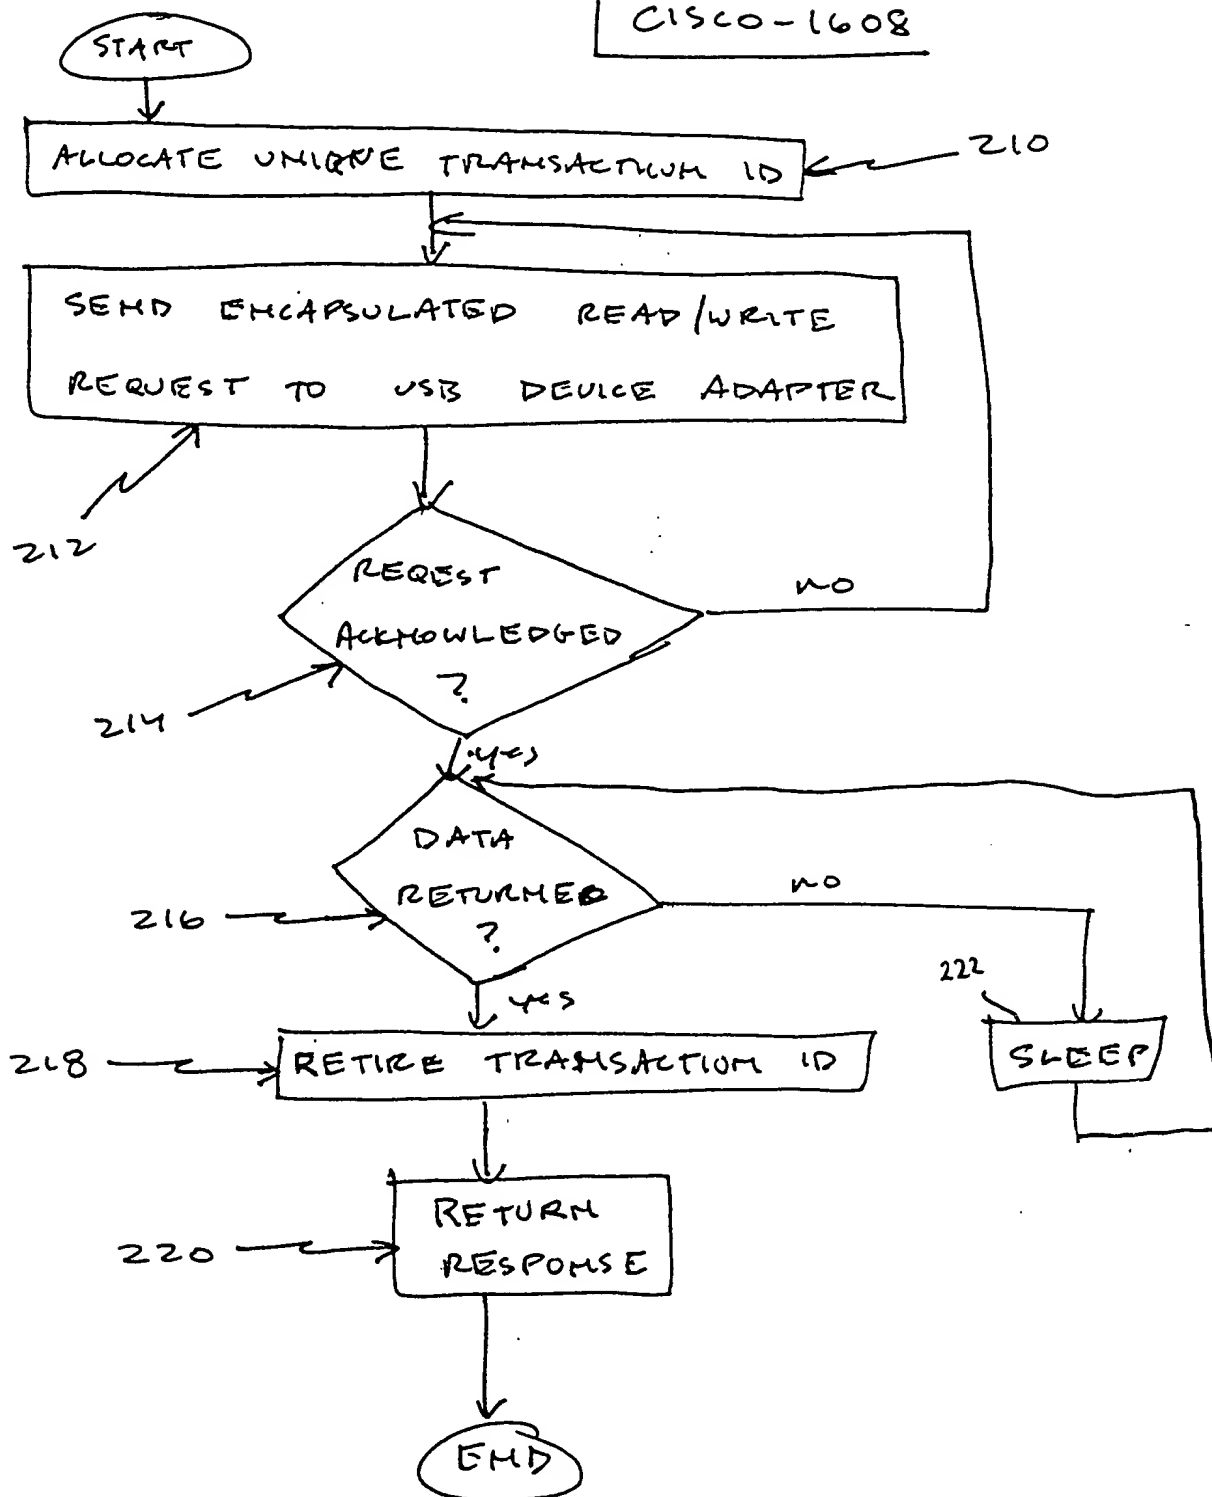 CISCO-1608
START
ALLOCATE UNIQUE TRANSACTION ID
210
SEND ENCAPSULATED READ/WRITE
REQUEST TO USB DEVICE ADAPTER
212
REQEST
ACKNOWLEDGED
?
no
214
yes
DATA
RETURNED
?
no
216
yes
222
SLEEP
218
RETIRE TRANSACTION ID
RETURN
RESPONSE
220
END